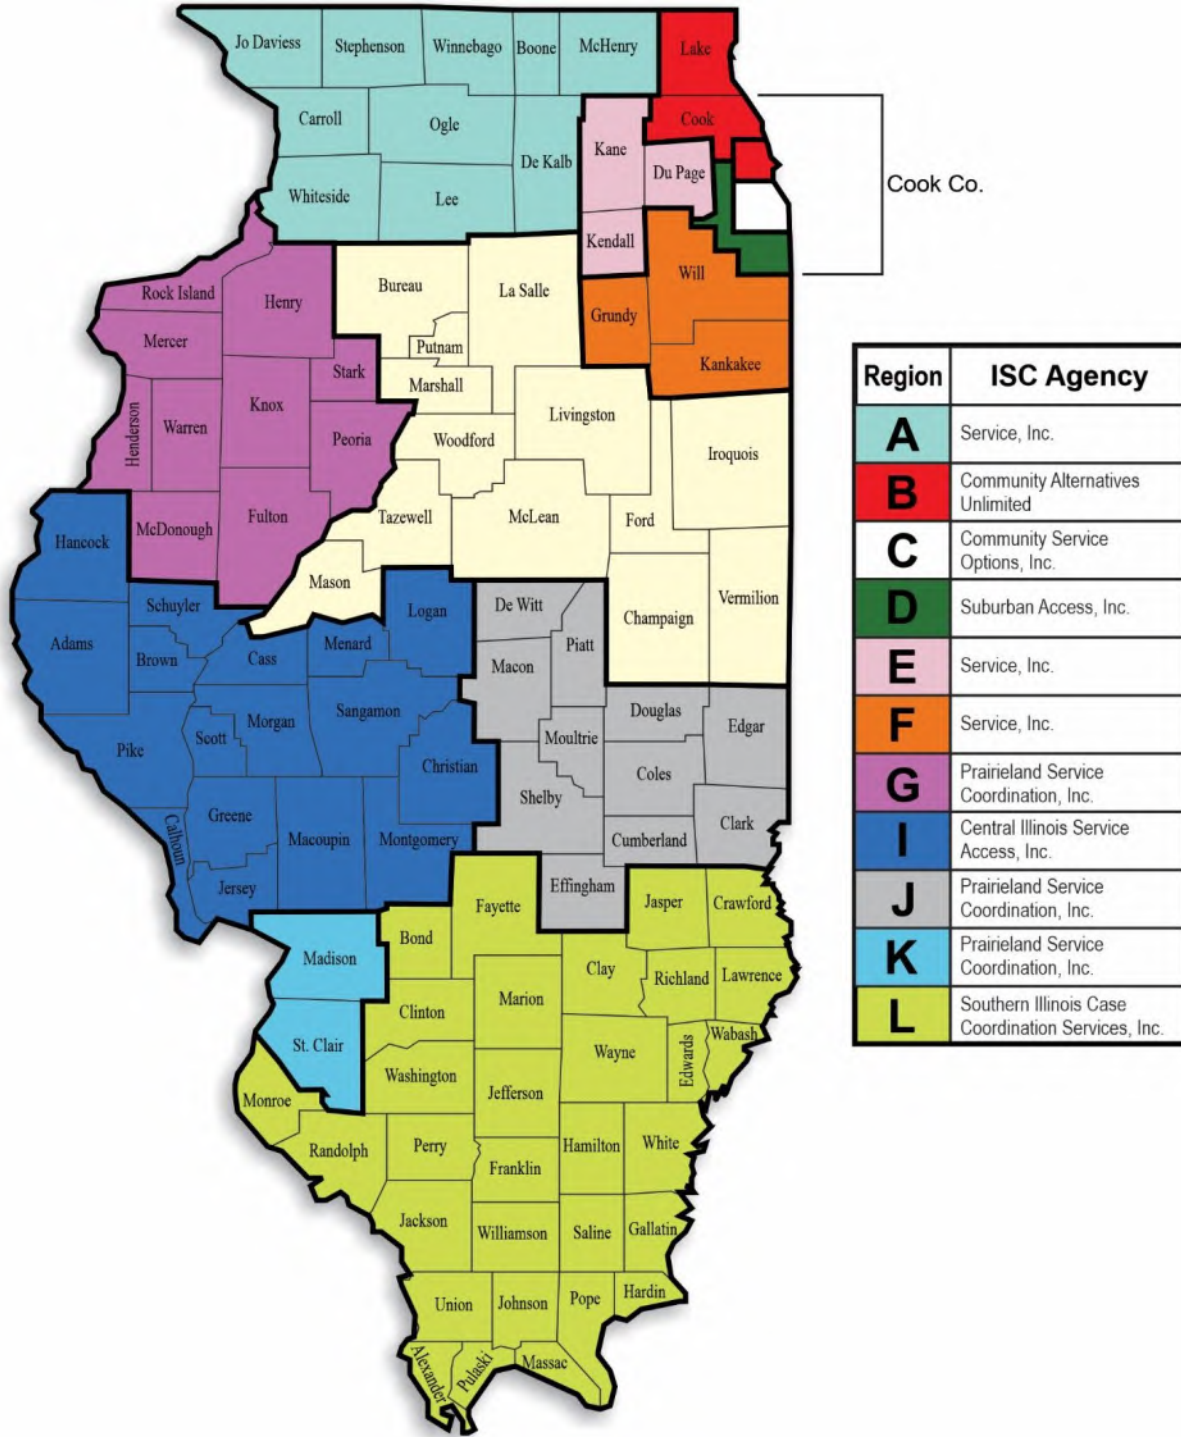 Jo Daviess
Stephenson
Winnebago
Boone
McHenry
Lake
Carroll
Ogle
De Kalb
Kane
Cook
Du Page
Cook Co.
Whiteside
Lee
Kendall
Will
Grundy
Kankakee
Rock Island
Henry
Bureau
La Salle
Putnam
Mercer
Stark
Marshall
Henderson
Warren
Knox
Peoria
Woodford
Livingston
Iroquois
McDonough
Fulton
Tazewell
McLean
Ford
Hancock
Mason
Logan
De Witt
Champaign
Vermilion
Schuyler
Adams
Brown
Cass
Menard
Macon
Piatt
Pike
Scott
Morgan
Sangamon
Christian
Douglas
Edgar
Moultrie
Coles
Shelby
Calhoun
Greene
Macoupin
Montgomery
Cumberland
Clark
Jersey
Effingham
Fayette
Jasper
Crawford
Madison
Bond
Clay
Richland
Lawrence
Marion
Clinton
St. Clair
Wayne
Edwards
Wabash
Washington
Jefferson
Monroe
Randolph
Perry
Franklin
Hamilton
White
Jackson
Williamson
Saline
Gallatin
Union
Johnson
Pope
Hardin
Alexander
Pulaski
Massac
Region ISC Agency
A Service, Inc.
B Community Alternatives
Unlimited
C Community Service
Options, Inc.
D Suburban Access, Inc.
E Service, Inc.
F Service, Inc.
G Prairieland Service
Coordination, Inc.
I Central Illinois Service
Access, Inc.
J Prairieland Service
Coordination, Inc.
K Prairieland Service
Coordination, Inc.
L Southern Illinois Case
Coordination Services, Inc.